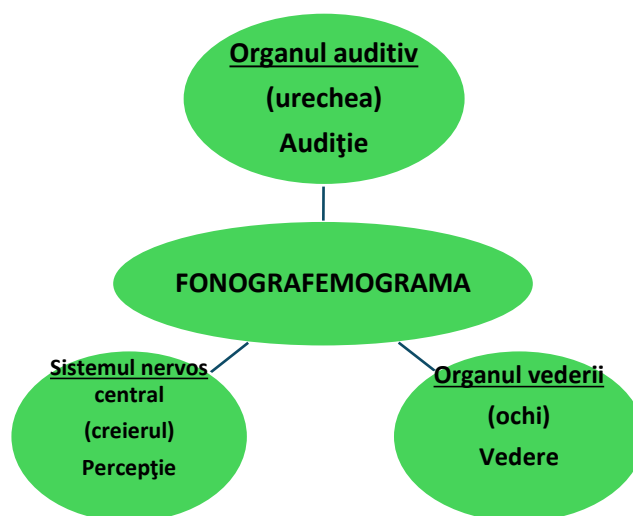 Organul auditiv
(urechea)
Audiţie
FONOGRAFEMOGRAMA
Sistemul nervos
central
(creierul)
Percepţie
Organul vederii
(ochi)
Vedere